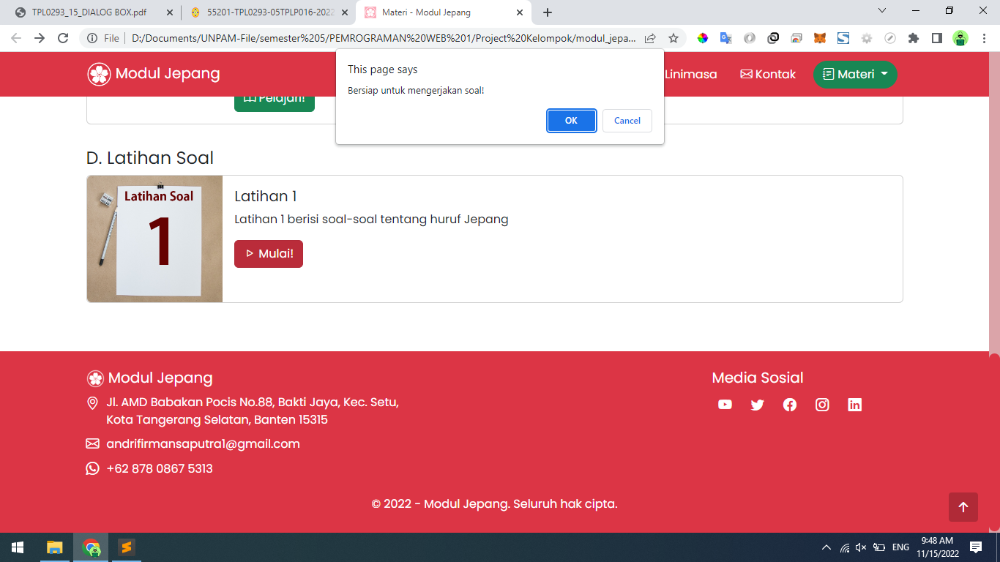 TPL0293_15_DIALOG BOX.pdf
55201-TPL0293-05TPLP016-2022
Materi - Modul Jepang
File
D:/Documents/UNPAM-File/semester%205/PEMROGRAMAN%20WEB%201/Project%20Kelompok/modul_jepa...
Modul Jepang
Linimasa
Kontak
Materi
This page says
Bersiap untuk mengerjakan soal!
OK
Cancel
Pelajari!
D. Latihan Soal
Latihan Soal
1
Latihan 1
Latihan 1 berisi soal-soal tentang huruf Jepang
Mulai!
Modul Jepang
Jl. AMD Babakan Pocis No.88, Bakti Jaya, Kec. Setu,
Kota Tangerang Selatan, Banten 15315
andrifirmansaputra1@gmail.com
+62 878 0867 5313
Media Sosial
© 2022 - Modul Jepang. Seluruh hak cipta.
ENG
9:48 AM
11/15/2022